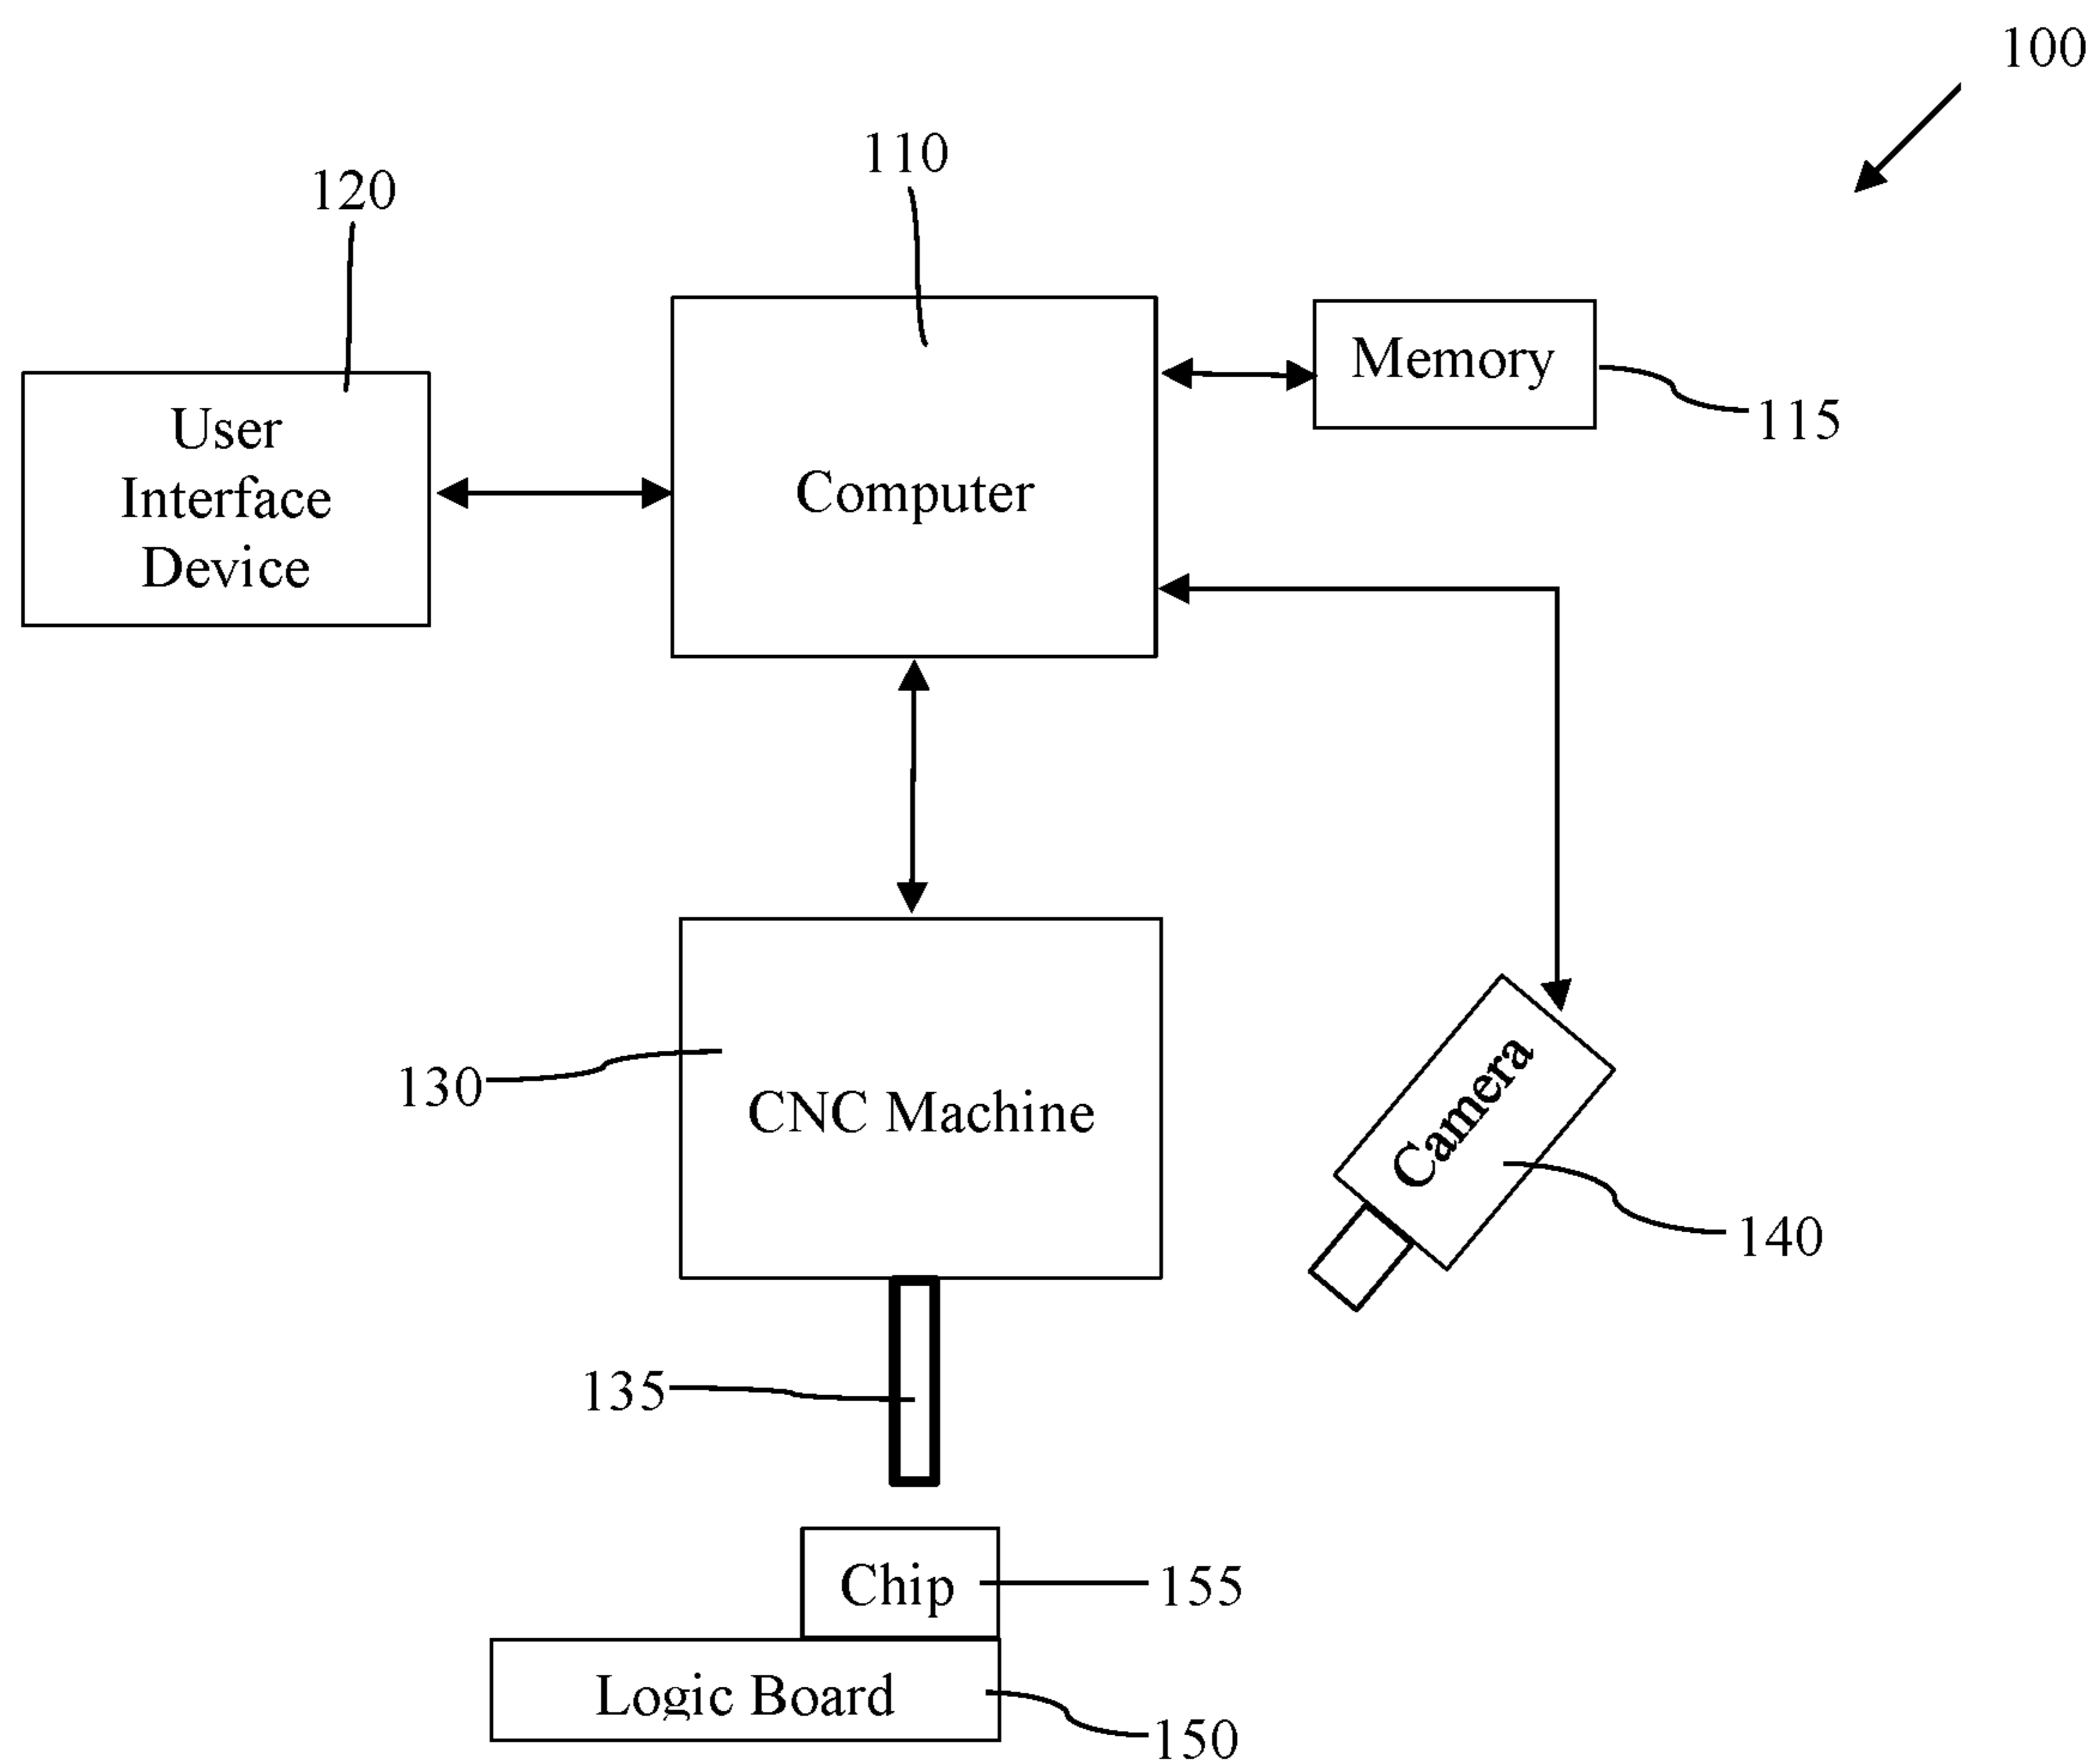 100
110
120
Memory
115
User
Interface
Device
Computer
130
CNC Machine
Camera
140
135
Chip
155
Logic Board
150